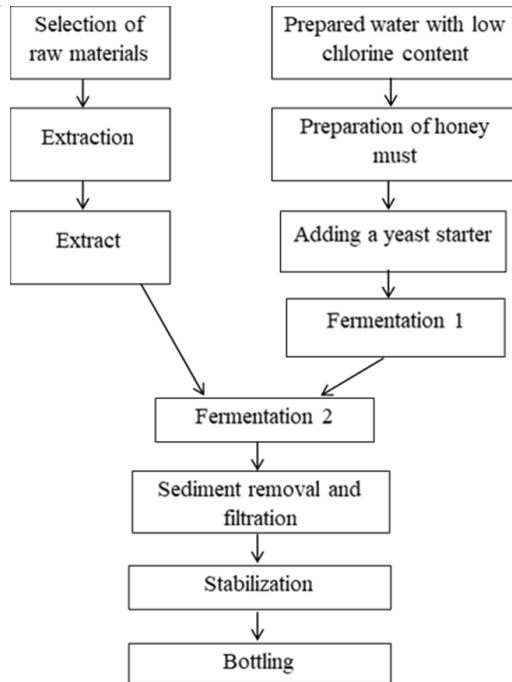 Selection of
raw materials
Extraction
Extract
Prepared water with low
chlorine content
Preparation of honey
must
Adding a yeast starter
Fermentation 1
Fermentation 2
Sediment removal and
filtration
Stabilization
Bottling